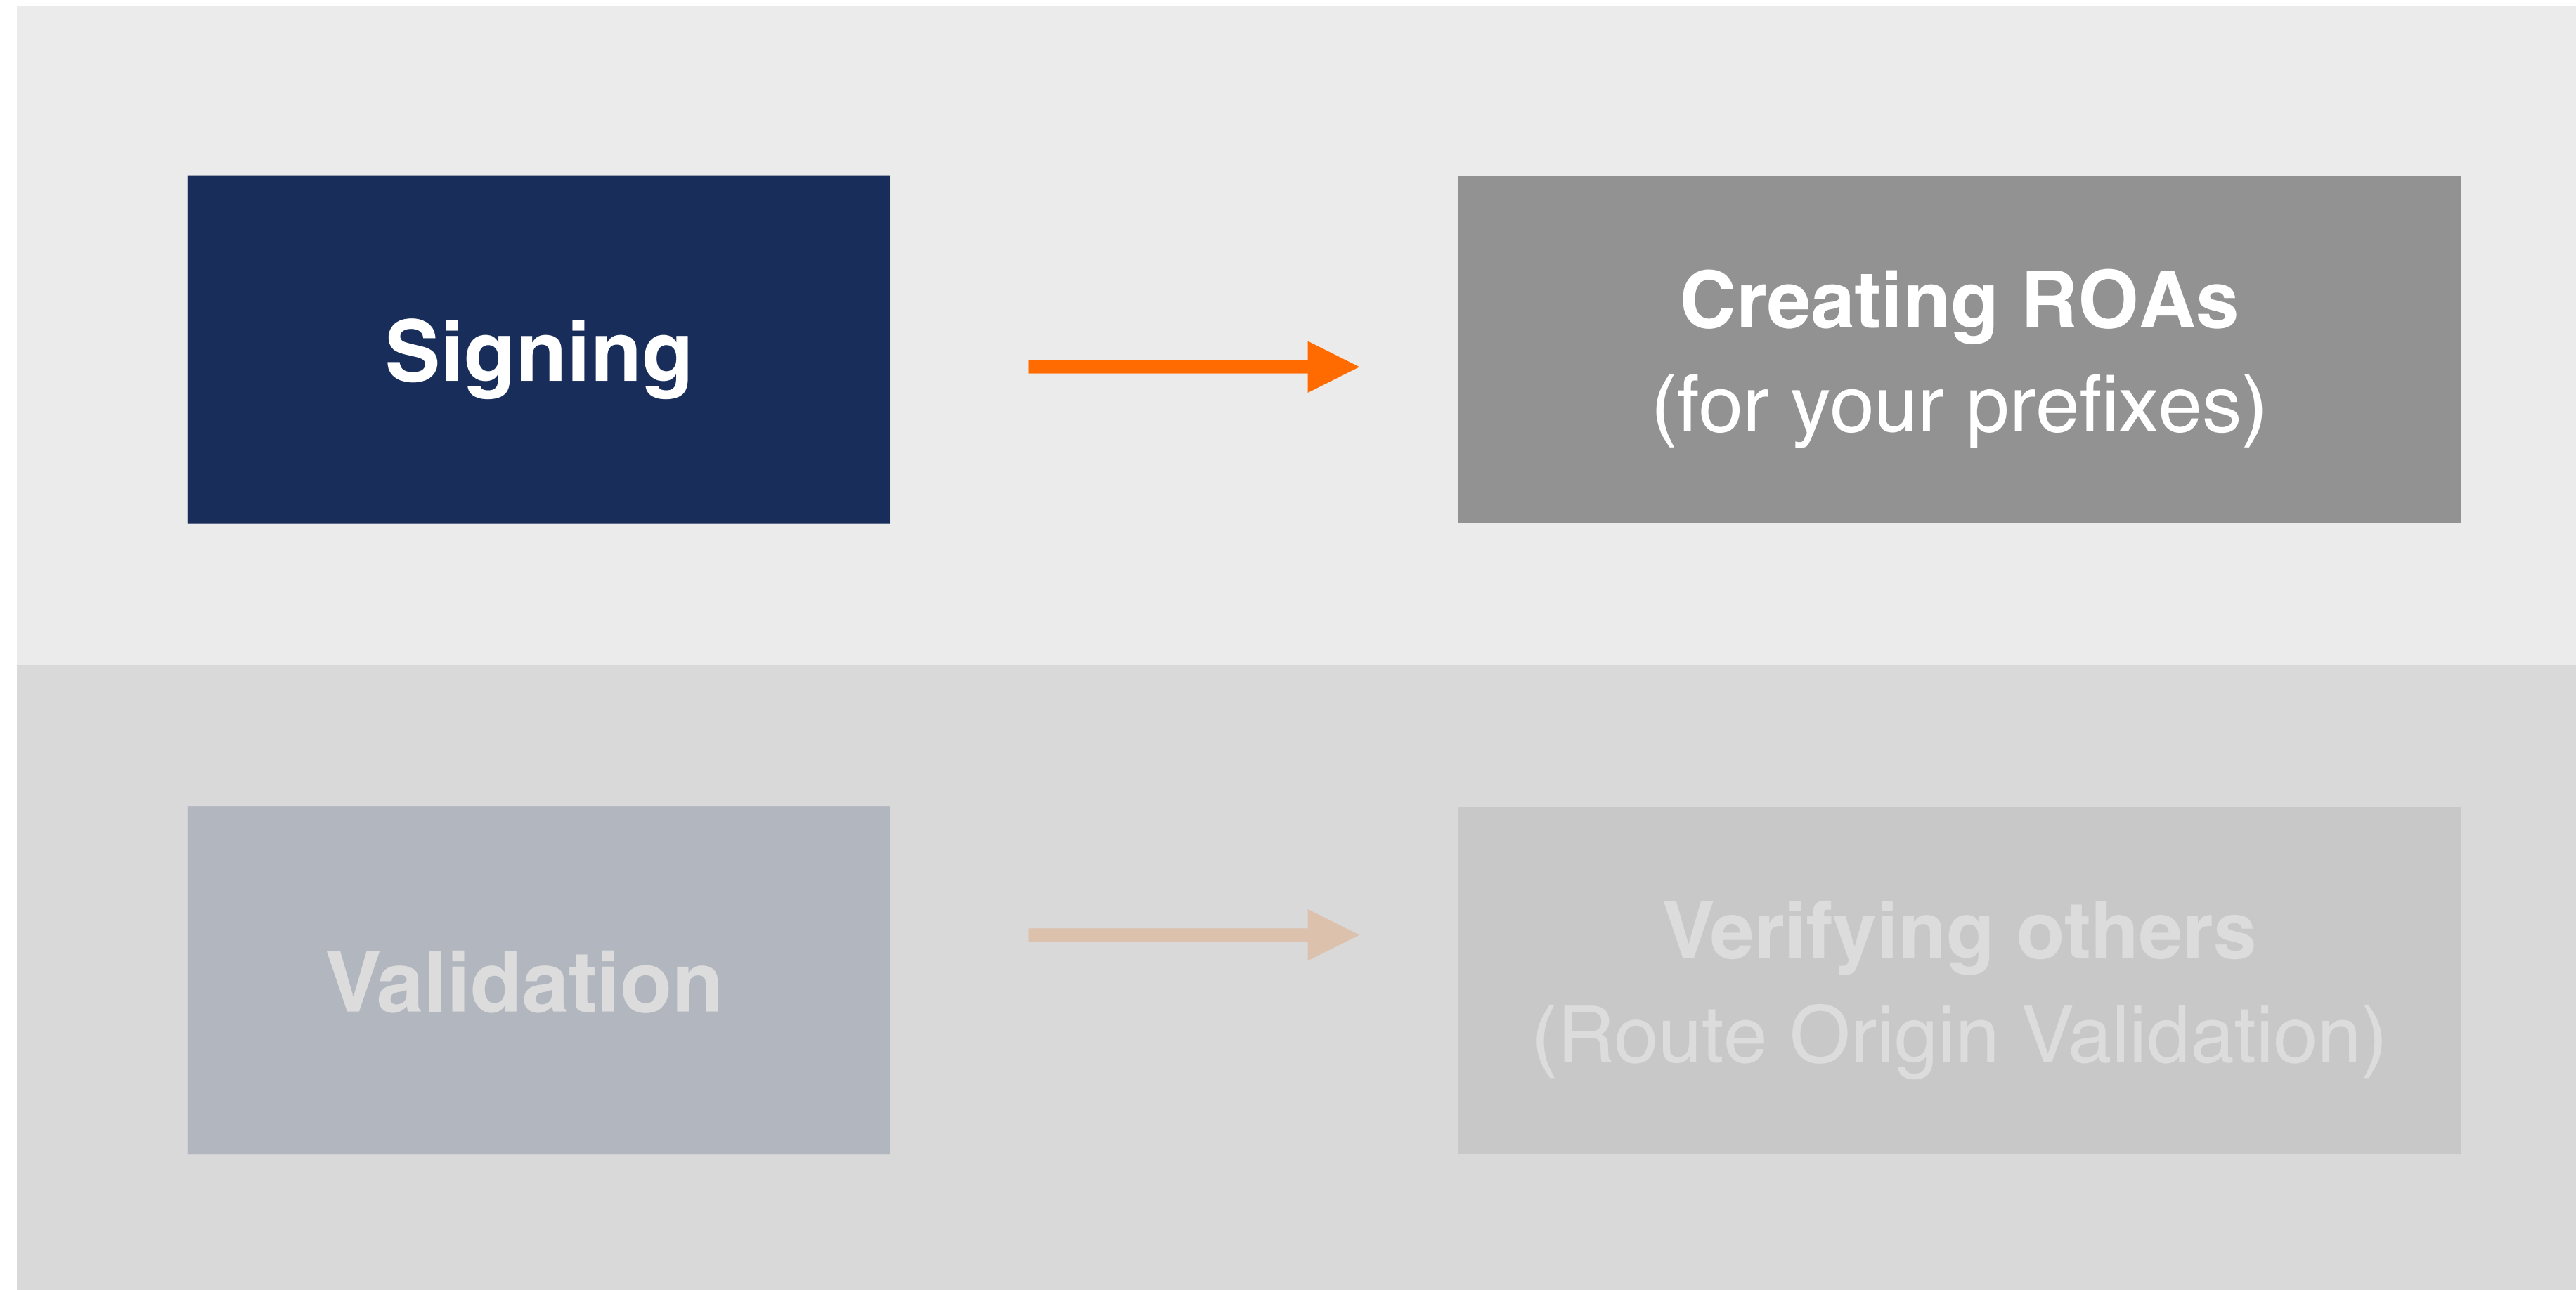 Signing
Creating ROAs
(for your prefixes)
Validation
Verifying others
(Route Origin Validation)